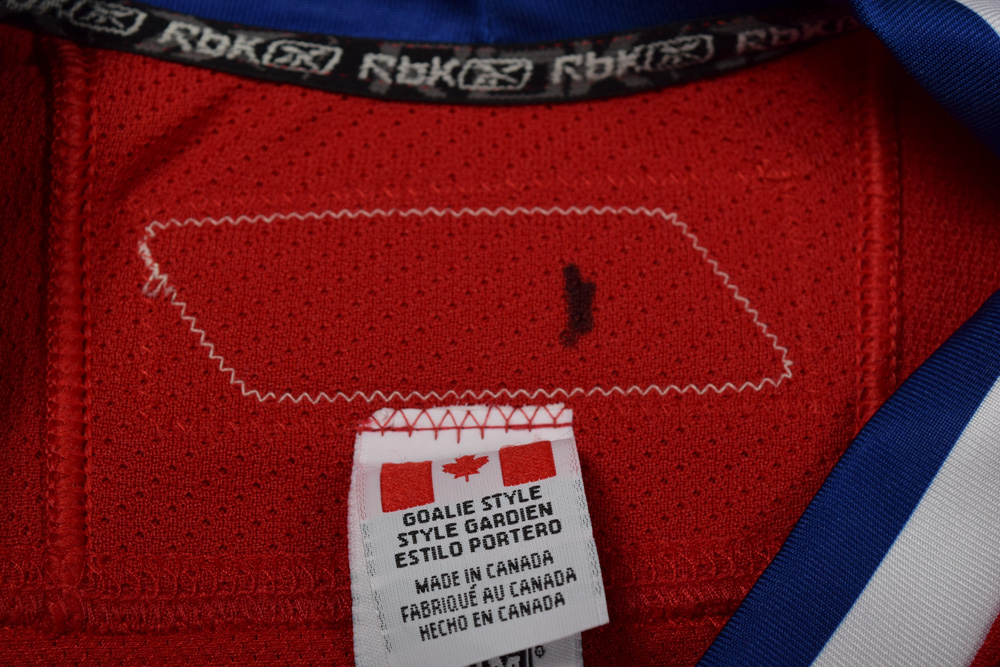 RbK RbK RbK RbK
GOALIE STYLE
STYLE GARDIEN
ESTILO PORTERO
MADE IN CANADA
FABRIQUÉ AU CANADA
HECHO EN CANADA